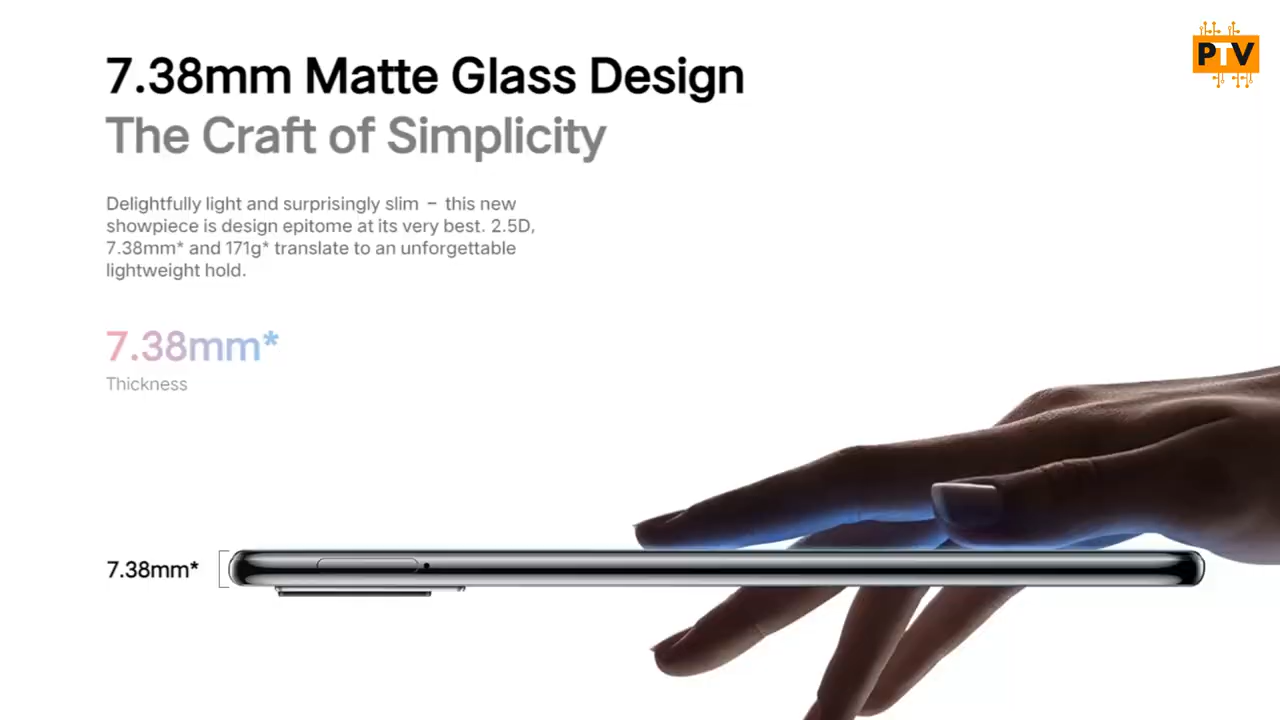 PTV
7.38mm Matte Glass Design
The Craft of Simplicity
Delightfully light and surprisingly slim – this new
showpiece is design epitome at its very best. 2.5D,
7.38mm* and 171g* translate to an unforgettable
lightweight hold.
7.38mm*
Thickness
7.38mm*